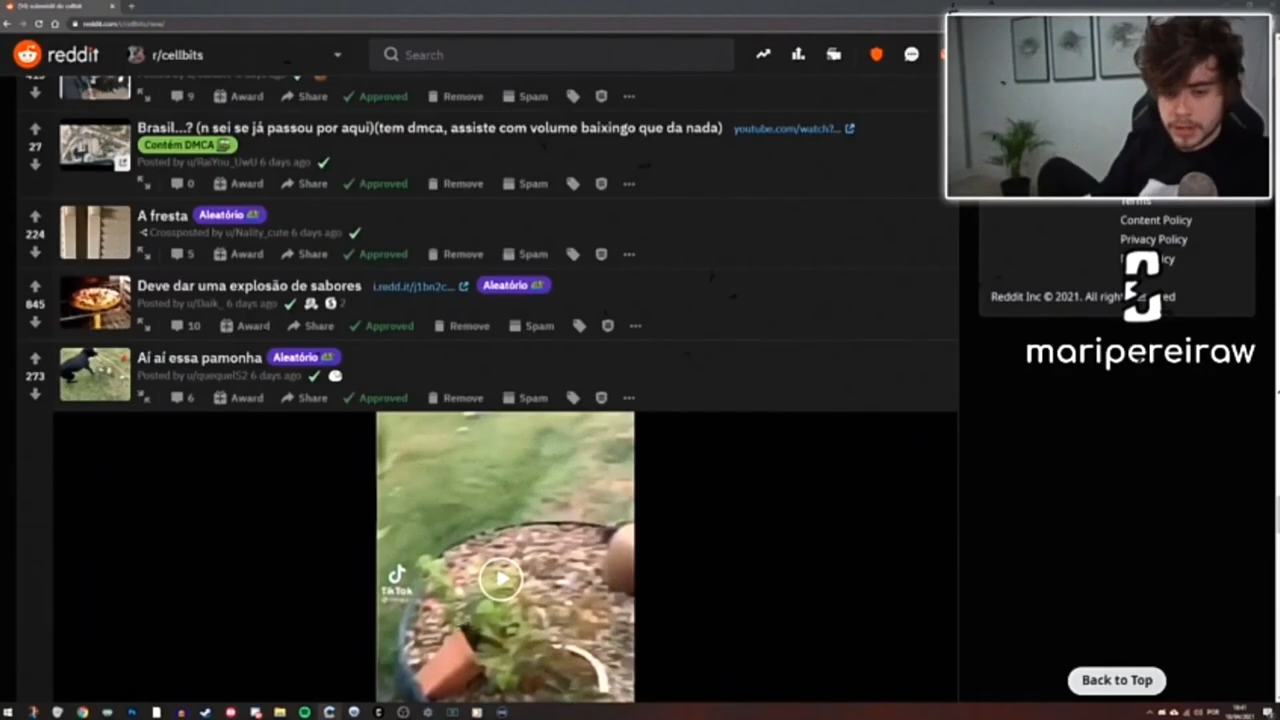 reddit
r/cellbits
Search
9 Award Share Approved Remove Spam
Brasil...? (n sei se já passou por aqui)(tem dmca, assiste com volume baixingo que da nada) youtube.com/watch?...
27
Contém DMCA
Posted by u/RaiYou_UwU 6 days ago
0 Award Share Approved Remove Spam
A fresta Aleatório
224
Crossposted by u/Nality_cute 6 days ago
5 Award Share Approved Remove Spam
Deve dar uma explosão de sabores i.redd.it/j1bn2c... Aleatório
845
Posted by u/Daik_ 6 days ago 2
10 Award Share Approved Remove Spam
Aí aí essa pamonha Aleatório
273
Posted by u/quequelS2 6 days ago
6 Award Share Approved Remove Spam
TikTok
Terms
Content Policy
Privacy Policy
Reddit Inc © 2021. All
maripereiraw
Back to Top